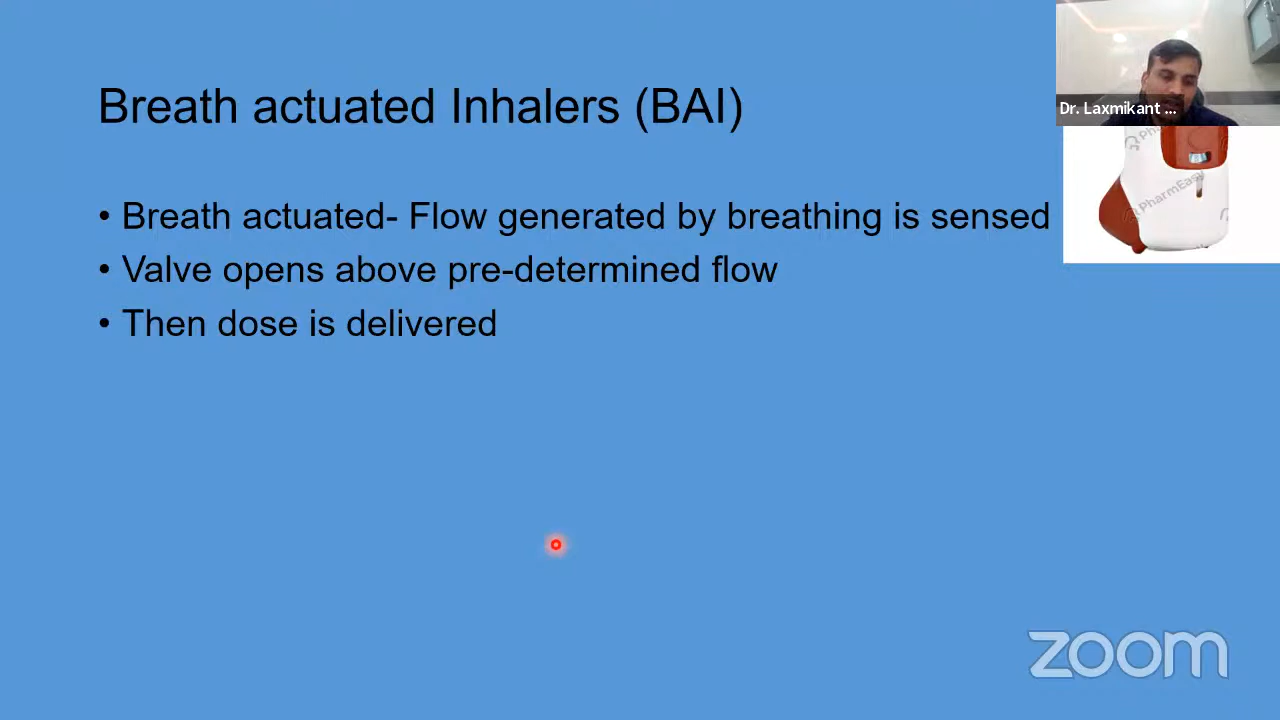 Breath actuated Inhalers (BAI)
Dr. Laxmikant ...
• Breath actuated- Flow generated by breathing is sensed
• Valve opens above pre-determined flow
• Then dose is delivered
PharmEasy
zoom